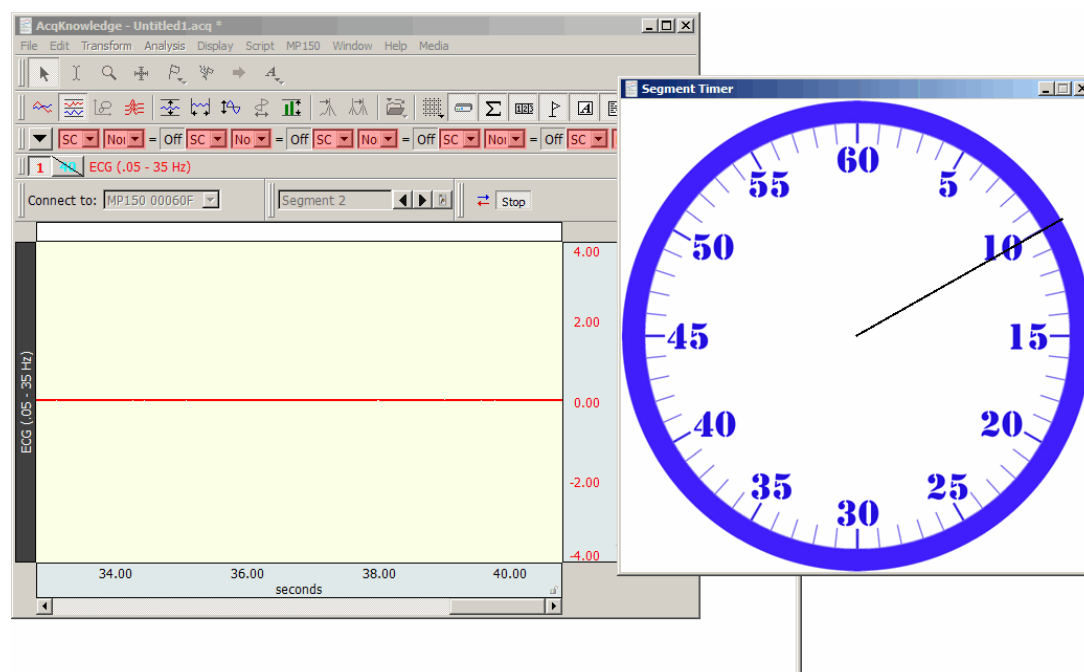 AcqKnowledge - Untitled1.acq *
File Edit Transform Analysis Display Script MP150 Window Help Media
SC Noi = Off SC No = Off SC No = Off SC Noi = Off SC
1 40 ECG (.05 - 35 Hz)
Connect to: MP150 00060F Segment 2 Stop
ECG (.05 - 35 Hz)
4.00
2.00
0.00
-2.00
-4.00
34.00 36.00 38.00 40.00
seconds
Segment Timer
60
55 5
50 10
45 15
40 20
35 25
30